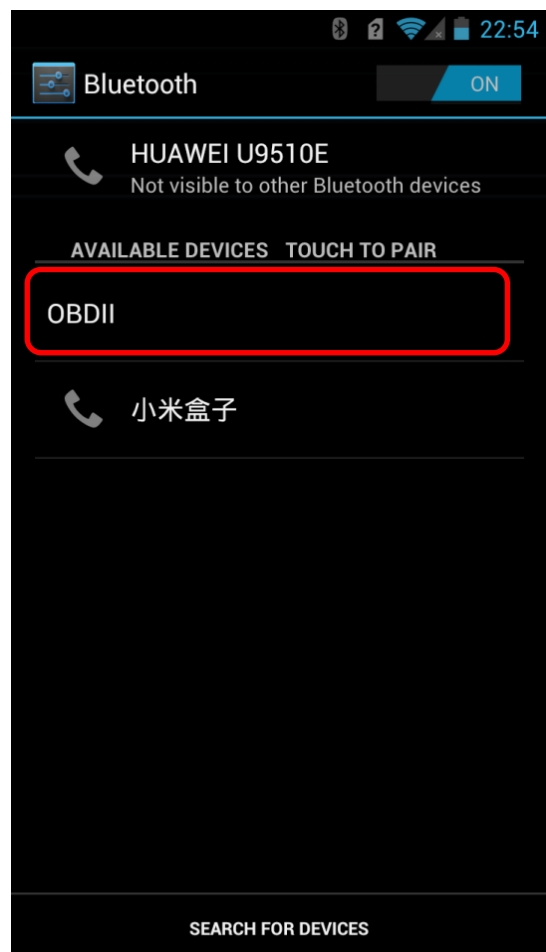 22:54
Bluetooth ON
HUAWEI U9510E
Not visible to other Bluetooth devices
AVAILABLE DEVICES TOUCH TO PAIR
OBDII
小米盒子
SEARCH FOR DEVICES